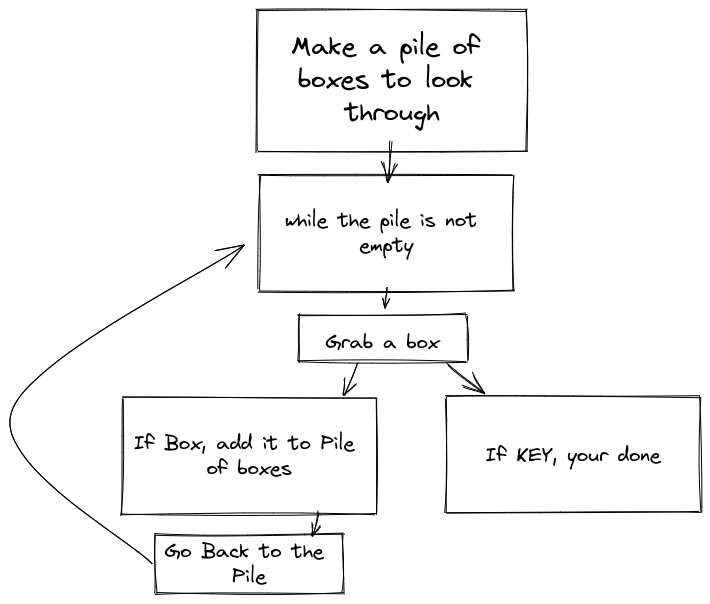 Make a pile of
boxes to look
through
while the pile is not
empty
Grab a box
If Box, add it to Pile
of boxes
If KEY, your done
Go Back to the
Pile